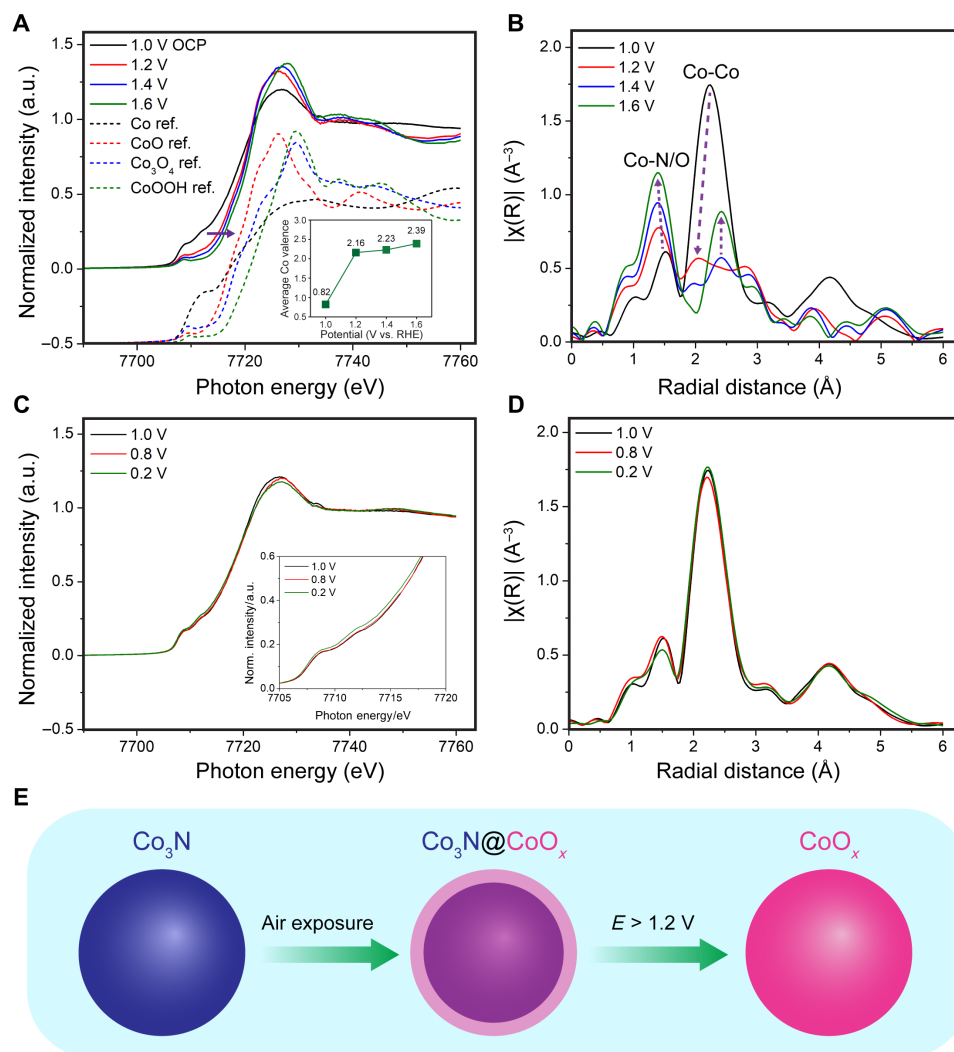 A
1.0 V OCP
1.2 V
1.4 V
1.6 V
Co ref.
CoO ref.
Co₃O₄ ref.
CoOOH ref.
Normalized intensity (a.u.)
1.5
1.0
0.5
0.0
–0.5
7700
7720
7740
7760
Photon energy (eV)
Average Co valence
3.0
2.5
2.0
1.5
1.0
0.5
0.82
2.16
2.23
2.39
1.0
1.2
1.4
1.6
Potential (V vs. RHE)
B
1.0 V
1.2 V
1.4 V
1.6 V
Co-Co
Co-N/O
|χ(R)| (A⁻³)
2.0
1.5
1.0
0.5
0.0
0
1
2
3
4
5
6
Radial distance (Å)
C
1.0 V
0.8 V
0.2 V
Normalized intensity (a.u.)
1.5
1.0
0.5
0.0
–0.5
7700
7720
7740
7760
Photon energy (eV)
Norm. intensity/a.u.
0.6
0.4
0.2
0.0
1.0 V
0.8 V
0.2 V
7705
7710
7715
7720
Photon energy/eV
D
1.0 V
0.8 V
0.2 V
|χ(R)| (A⁻³)
2.0
1.5
1.0
0.5
0.0
0
1
2
3
4
5
6
Radial distance (Å)
E
Co₃N
Air exposure
Co₃N@CoOₓ
E > 1.2 V
CoOₓ